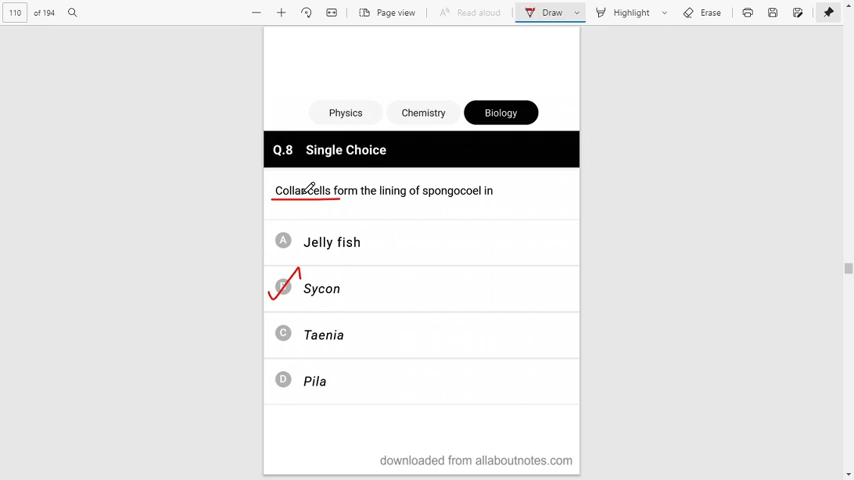 110 of 194 Page view Read aloud Draw Highlight Erase
Physics Chemistry Biology
Q.8 Single Choice
Collar cells form the lining of spongocoel in
A Jelly fish
Sycon
C Taenia
D Pila
downloaded from allaboutnotes.com